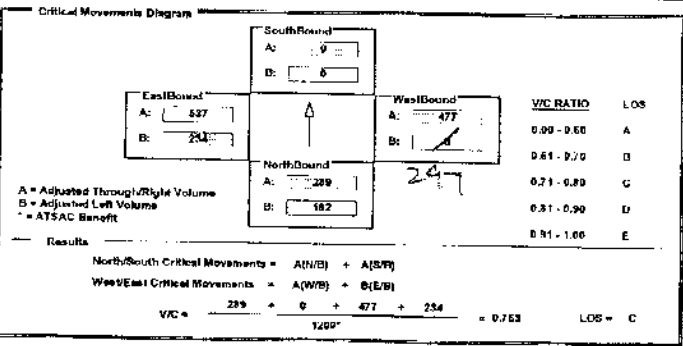 Critical Movements Diagram
SouthBound
A: 0
B: 0
EastBound
A: 537
B: 234
WestBound
A: 477
B:
247
NorthBound
A: 289
B: 182
A = Adjusted Through/Right Volume
B = Adjusted Left Volume
* = ATSAC Benefit
V/C RATIO LOS
0.00 - 0.60 A
0.61 - 0.70 B
0.71 - 0.80 C
0.81 - 0.90 D
0.91 - 1.00 E
Results
North/South Critical Movements = A(N/B) + A(S/B)
West/East Critical Movements = A(W/B) + B(E/B)
V/C = 289 + 0 + 477 + 234 = 0.763 LOS = C
1200*